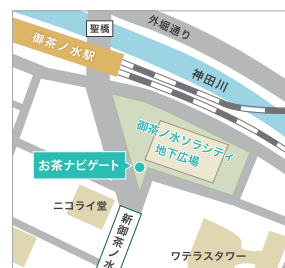 聖橋
外堀通り
御茶ノ水駅
神田川
御茶ノ水ソラシティ
地下広場
お茶ナビゲート
ニコライ堂
新御茶ノ水
ワテラスタワー